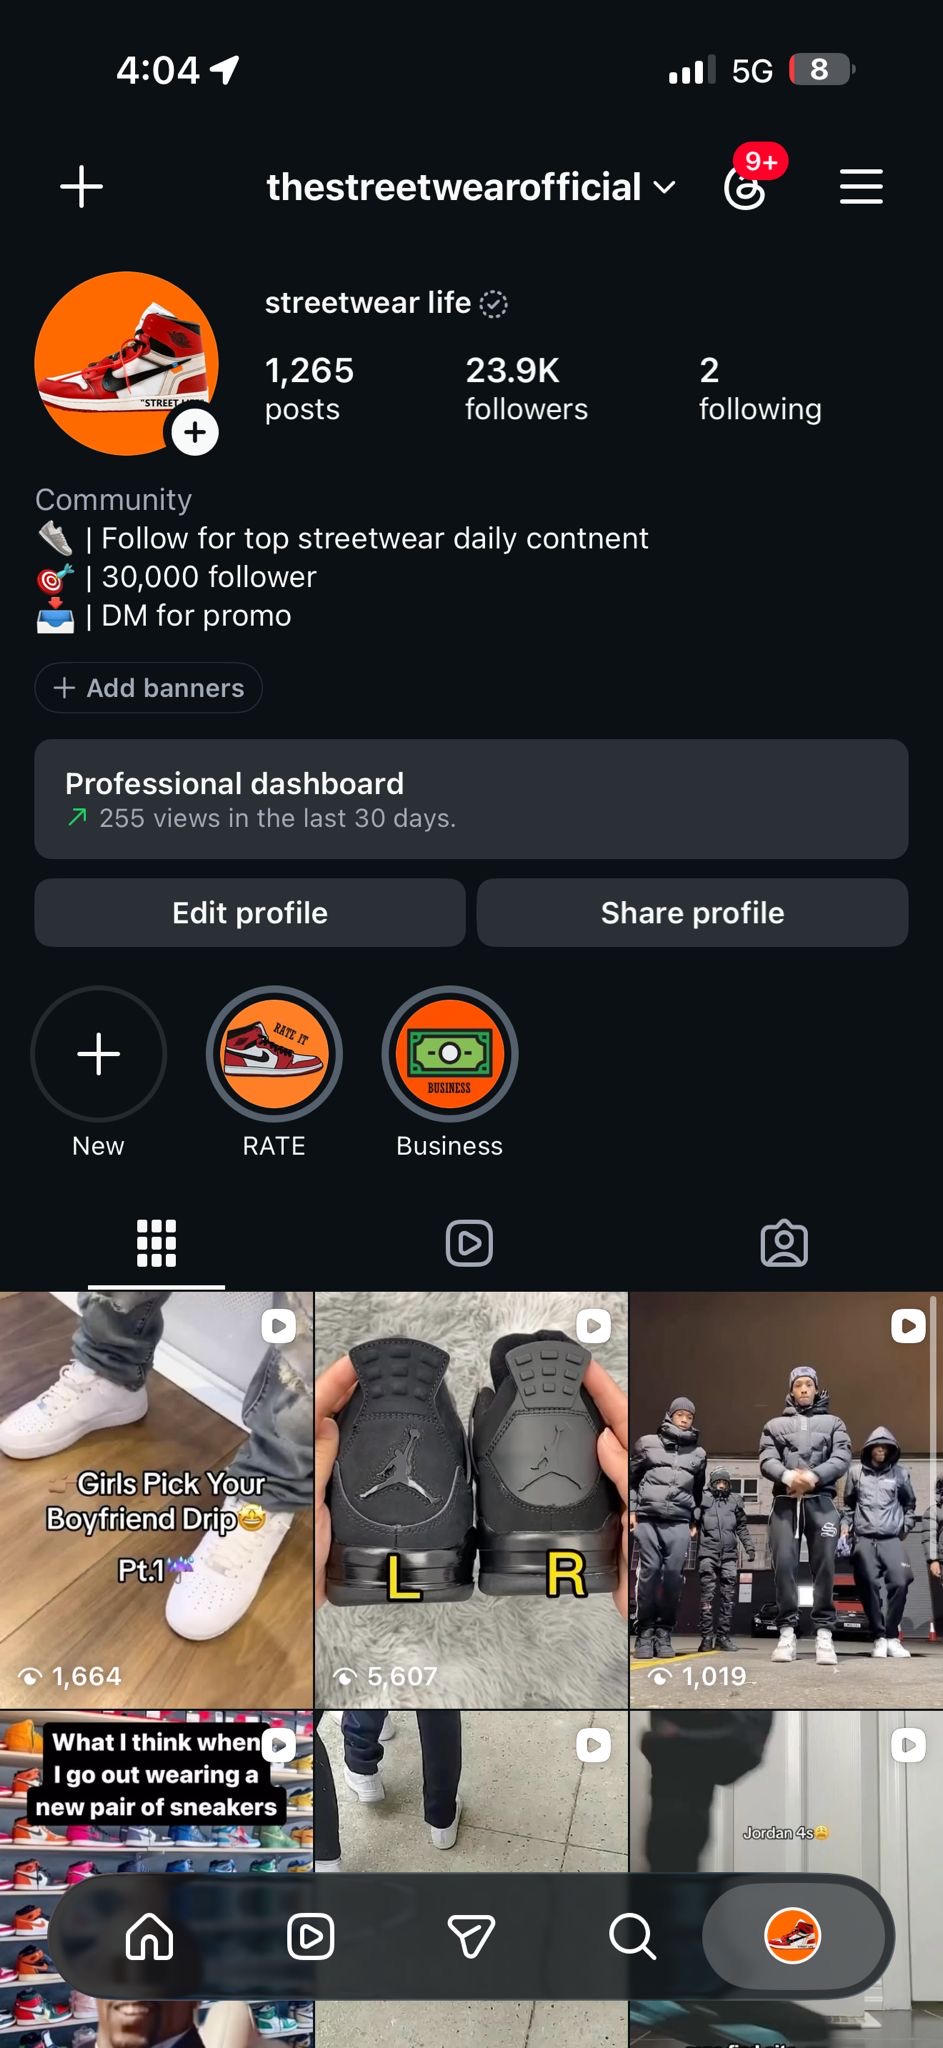 4:04
5G
8
thestreetwearofficial
9+
streetwear life
1,265
posts
23.9K
followers
2
following
"STREET
Community
👟 | Follow for top streetwear daily contnent
🎯 | 30,000 follower
📥 | DM for promo
+ Add banners
Professional dashboard
255 views in the last 30 days.
Edit profile
Share profile
RATE IT
BUSINESS
New
RATE
Business
Girls Pick Your
Boyfriend Drip🤩
Pt.1☔
L
R
1,664
5,607
1,019
What I think when
I go out wearing a
new pair of sneakers
Jordan 4s😩